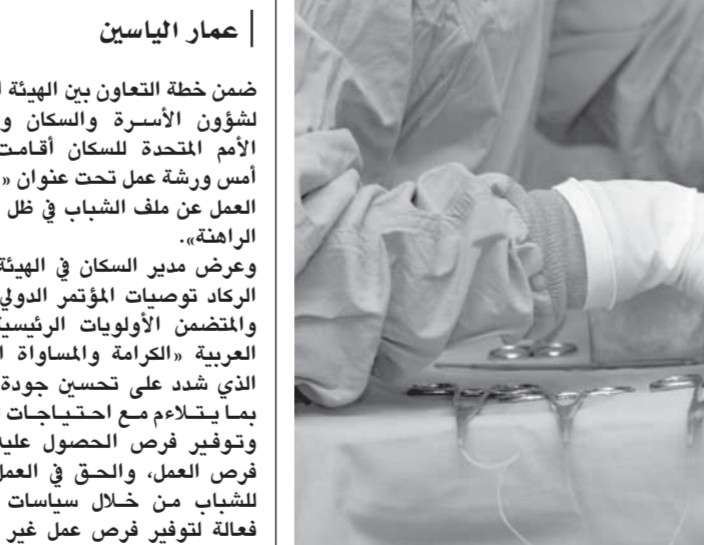 عمار الياسين
ضمن خطة التعاون بين الهيئة
لشؤون الأسرة والسكان
الأمم المتحدة للسكان أقامت
أمس ورشة عمل تحت عنوان «
العمل عن ملف الشباب في ظل
الراهنة».
وعرض مدير السكان في الهيئة
الركاد توصيات المؤتمر الدولي
والمتضمن الأولويات الرئيسية
العربية «الكرامة والمساواة
الذي شدد على تحسين جودة
بما يتلاءم مع احتياجات
وتوفير فرص الحصول عليه
فرص العمل، والحق في العمل
للشباب من خلال سياسات
فعالة لتوفير فرص عمل غير